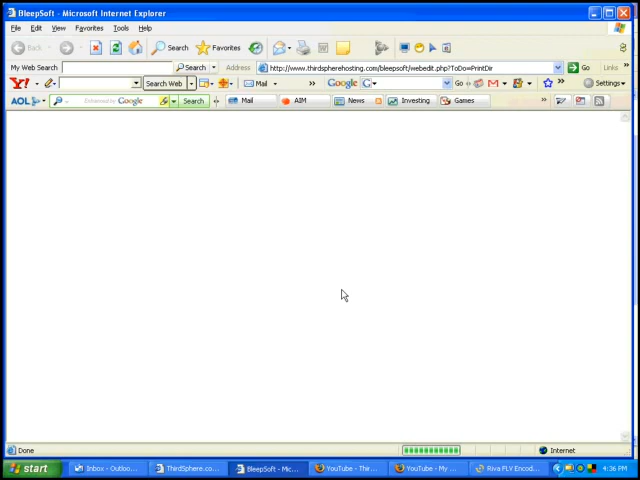 BleepSoft - Microsoft Internet Explorer
File Edit View Favorites Tools Help
Back Search Favorites
My Web Search Search Address http://www.thirdspherehosting.com/bleepsoft/webedit.php?ToDo=PrintDir Go Links »
Y! Search Web Mail » Google G Go » Settings
AOL Enhanced by Google Search Mail AIM News Investing Games »
Done Internet
start Inbox - Outloo... ThirdSphere.co... BleepSoft - Mic... YouTube - Thir... YouTube - My ... Riva FLV Encod... 4:36 PM